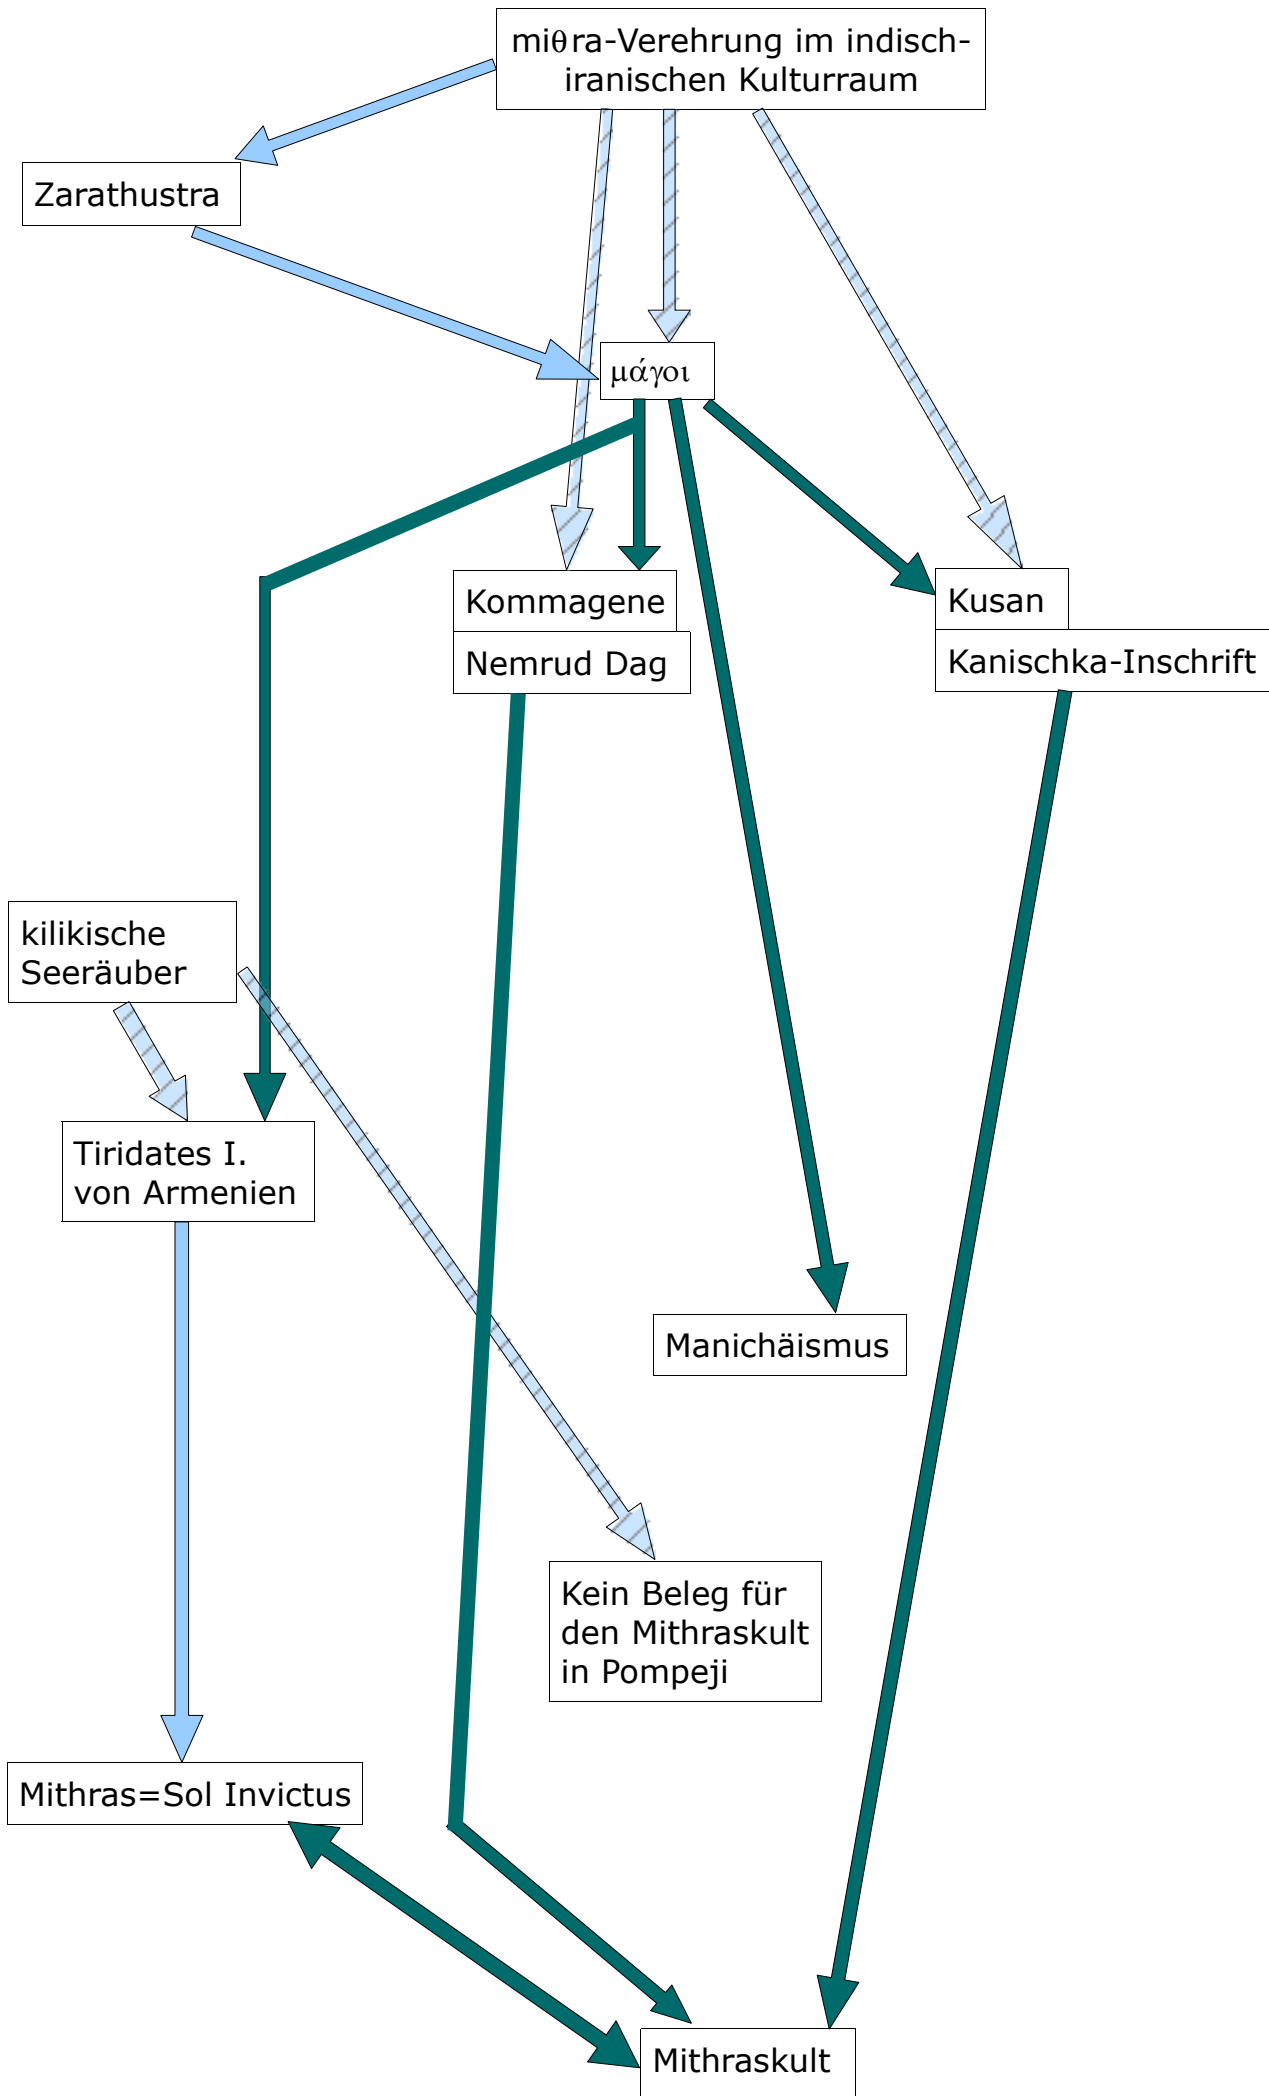 miθra-Verehrung im indisch-
iranischen Kulturraum
Zarathustra
μάγοι
Kommagene
Nemrud Dag
Kusan
Kanischka-Inschrift
kilikische
Seeräuber
Tiridates I.
von Armenien
Manichäismus
Kein Beleg für
den Mithraskult
in Pompeji
Mithras=Sol Invictus
Mithraskult